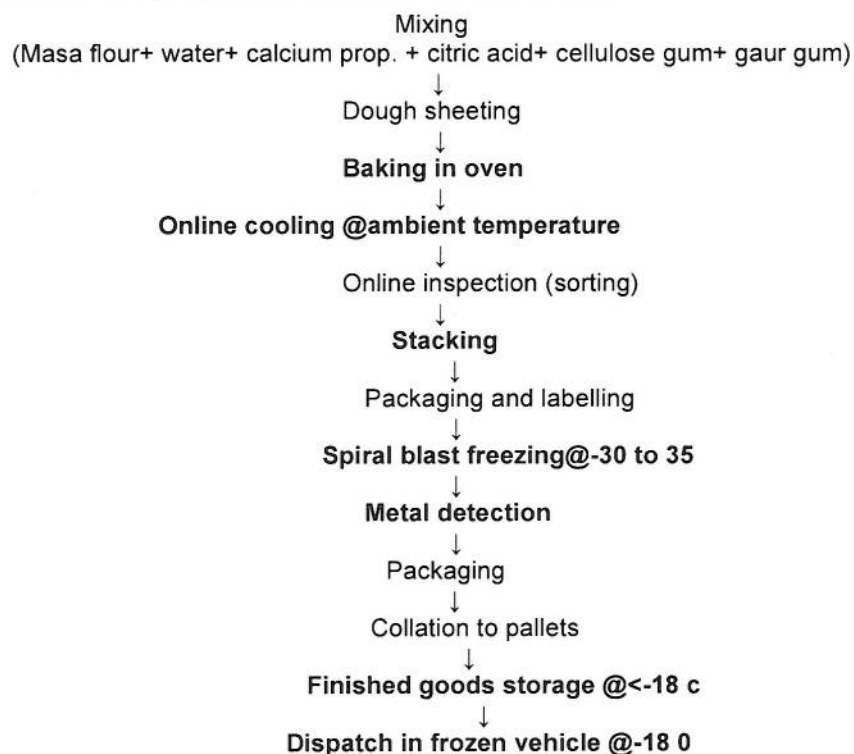 Mixing
(Masa flour+ water+ calcium prop. + citric acid+ cellulose gum+ gaur gum)
↓
Dough sheeting
↓
Baking in oven
↓
Online cooling @ambient temperature
↓
Online inspection (sorting)
↓
Stacking
↓
Packaging and labelling
↓
Spiral blast freezing@-30 to 35
↓
Metal detection
↓
Packaging
↓
Collation to pallets
↓
Finished goods storage @<-18 c
↓
Dispatch in frozen vehicle @-18 0